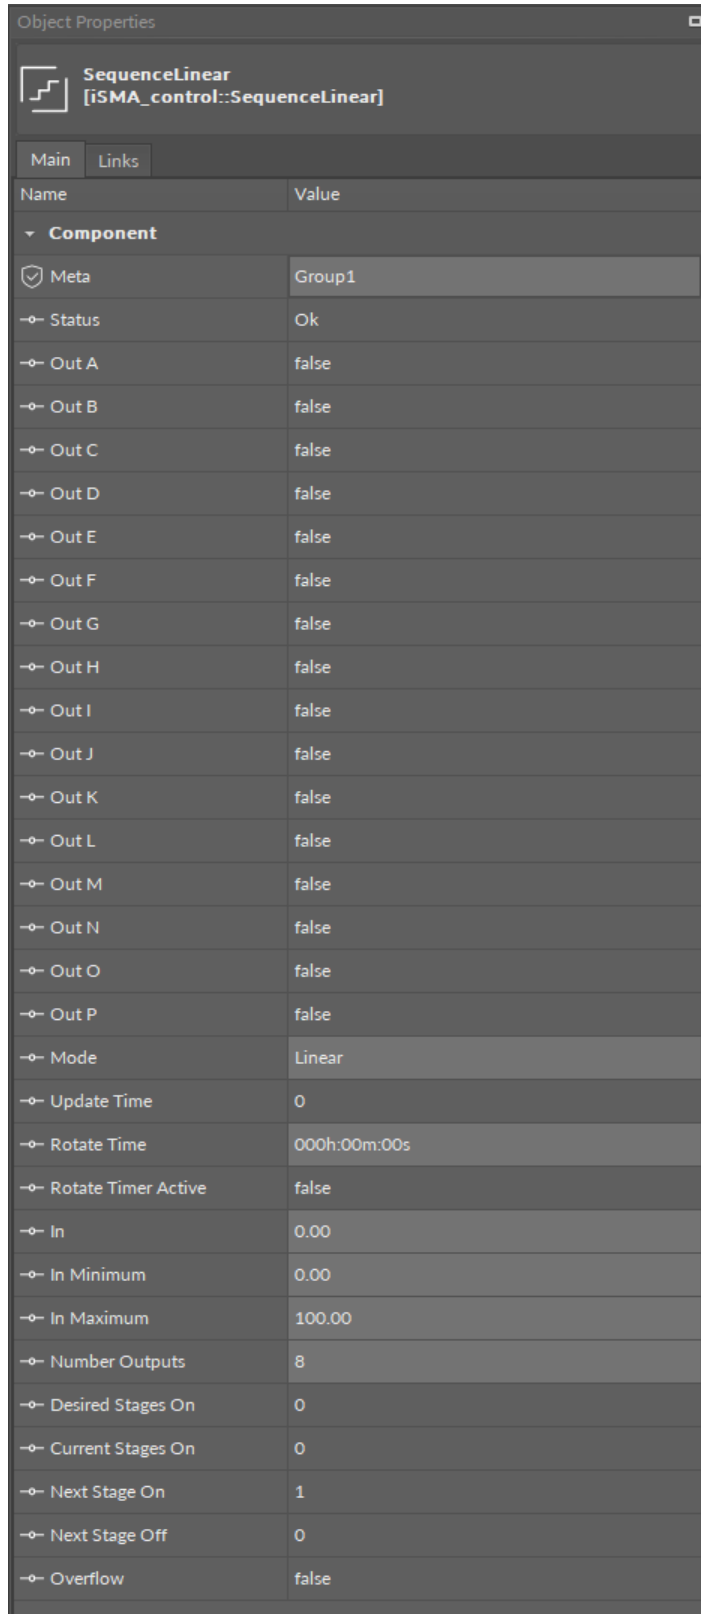 Object Properties
SequenceLinear
[iSMA_control::SequenceLinear]
Main Links
Name Value
Component
Meta Group1
Status Ok
Out A false
Out B false
Out C false
Out D false
Out E false
Out F false
Out G false
Out H false
Out I false
Out J false
Out K false
Out L false
Out M false
Out N false
Out O false
Out P false
Mode Linear
Update Time 0
Rotate Time 000h:00m:00s
Rotate Timer Active false
In 0.00
In Minimum 0.00
In Maximum 100.00
Number Outputs 8
Desired Stages On 0
Current Stages On 0
Next Stage On 1
Next Stage Off 0
Overflow false